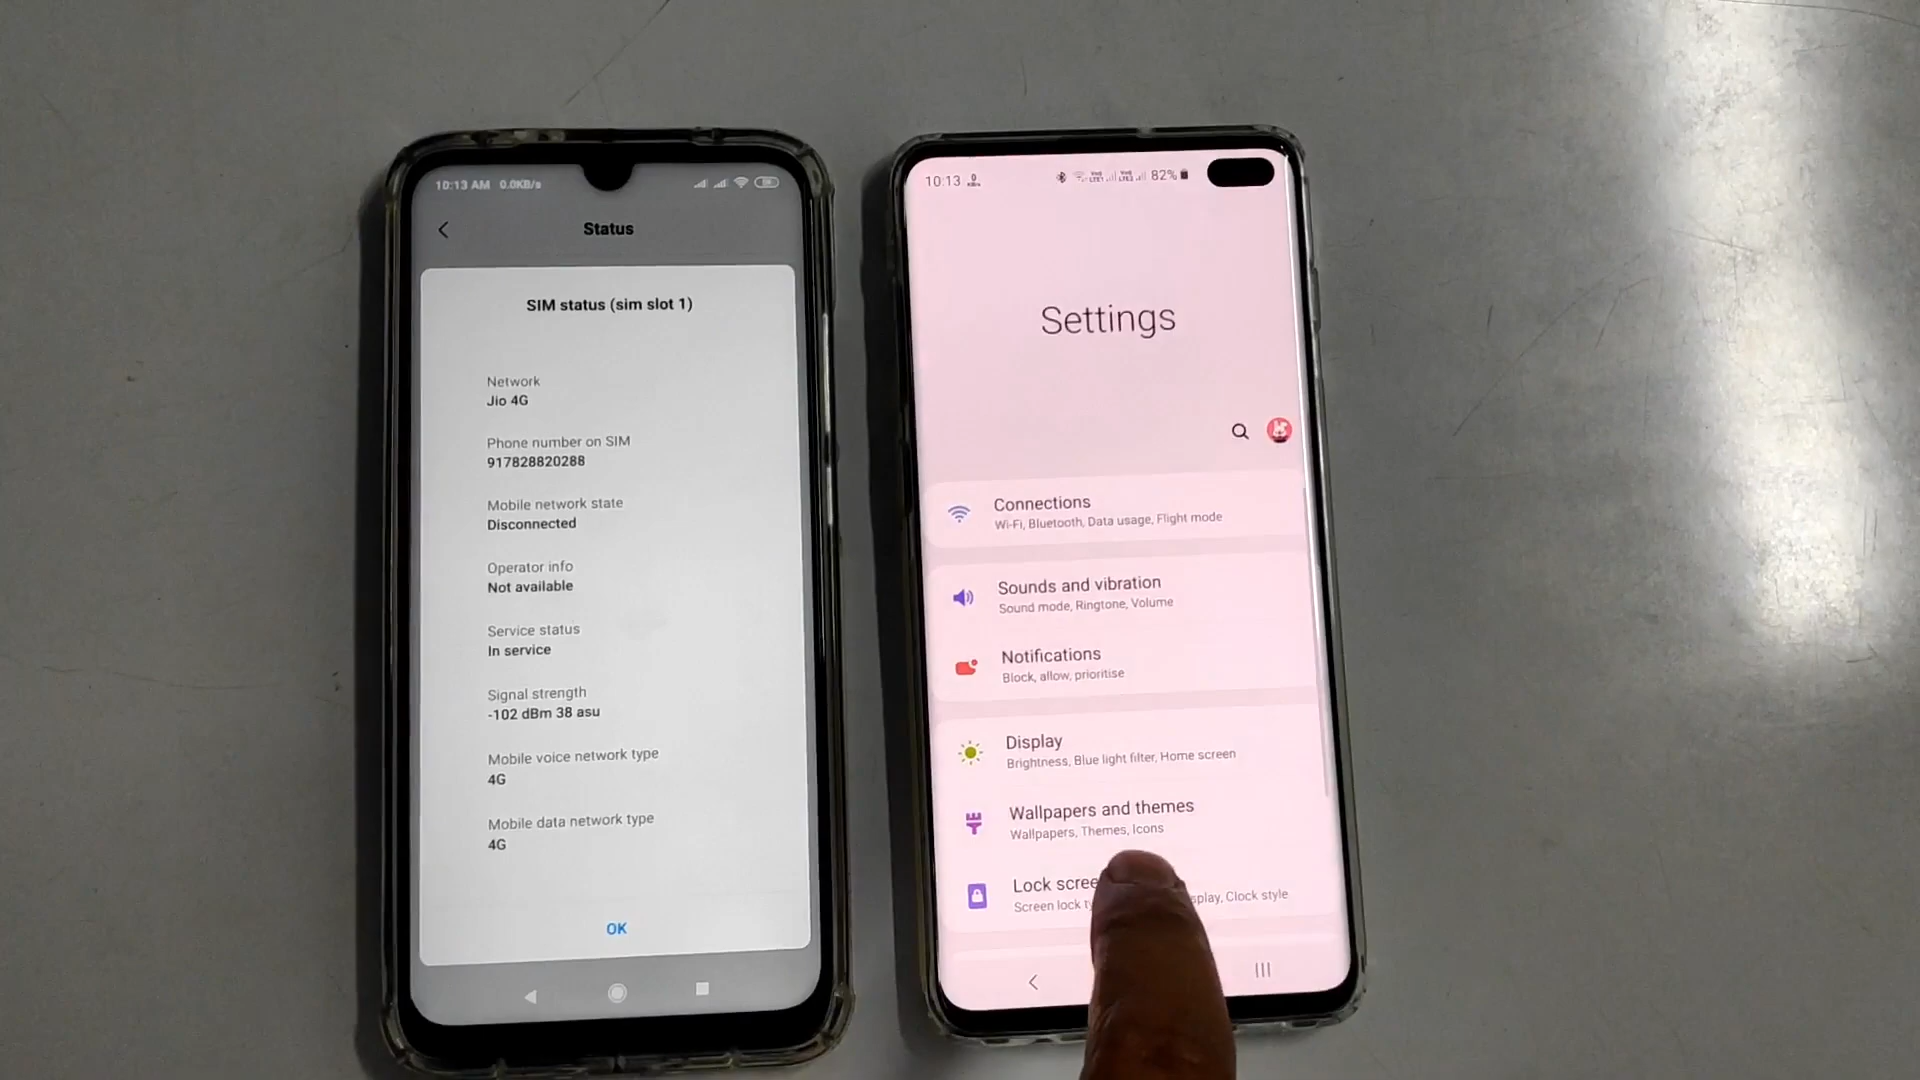 10:13 AM 0.0KB/s
Status
SIM status (sim slot 1)
Network
Jio 4G
Phone number on SIM
917828820288
Mobile network state
Disconnected
Operator info
Not available
Service status
In service
Signal strength
-102 dBm 38 asu
Mobile voice network type
4G
Mobile data network type
4G
OK
10:13 82%
Settings
Connections
Wi-Fi, Bluetooth, Data usage, Flight mode
Sounds and vibration
Sound mode, Ringtone, Volume
Notifications
Block, allow, prioritise
Display
Brightness, Blue light filter, Home screen
Wallpapers and themes
Wallpapers, Themes, Icons
Lock scree
Screen lock ty splay, Clock style